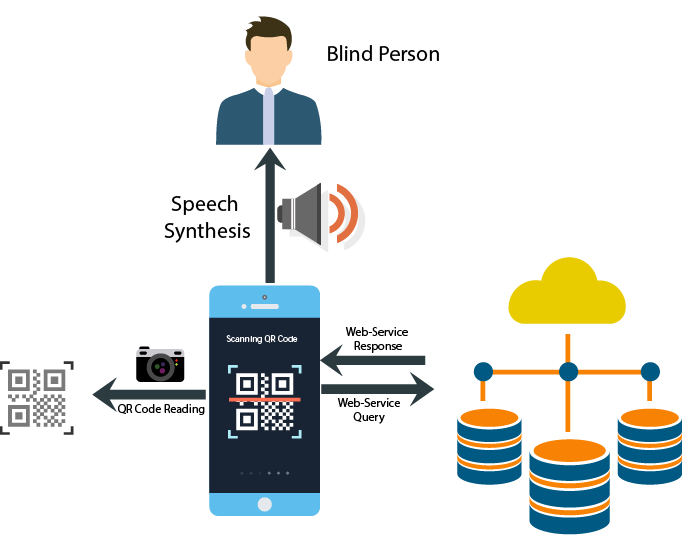 Blind Person
Speech
Synthesis
Scanning QR Code
Web-Service
Response
QR Code Reading
Web-Service
Query